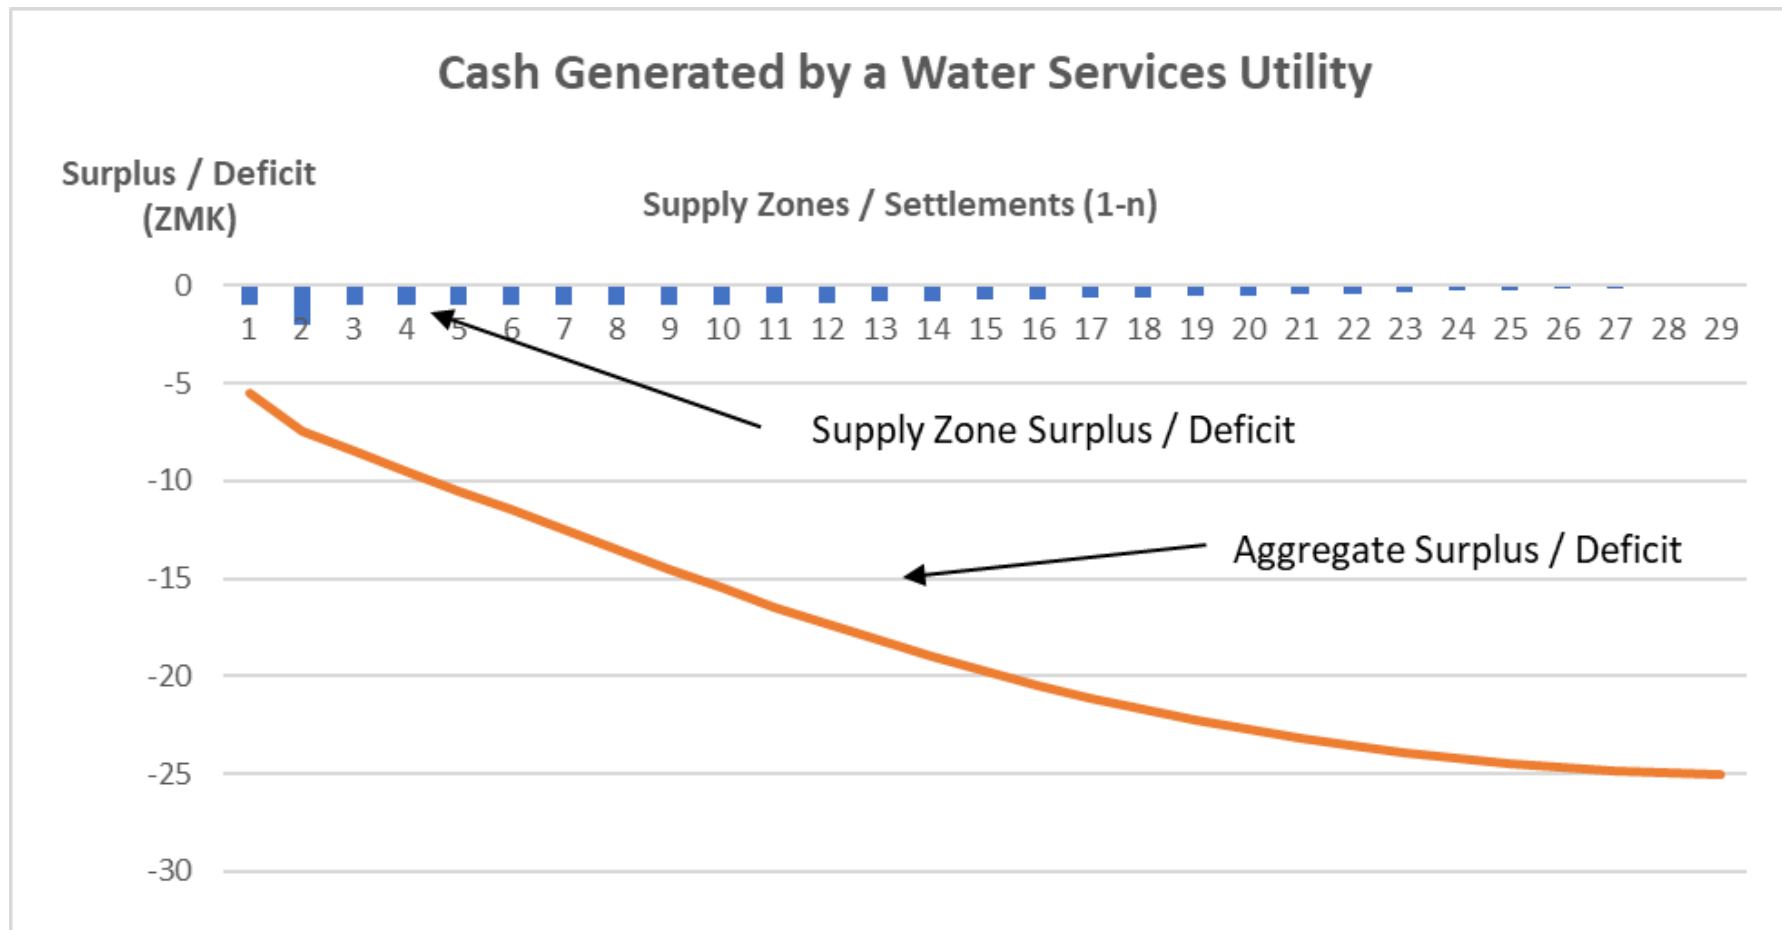 Cash Generated by a Water Services Utility
Surplus / Deficit
(ZMK)
Supply Zones / Settlements (1-n)
0
1 2 3 4 5 6 7 8 9 10 11 12 13 14 15 16 17 18 19 20 21 22 23 24 25 26 27 28 29
-5
Supply Zone Surplus / Deficit
-10
Aggregate Surplus / Deficit
-15
-20
-25
-30